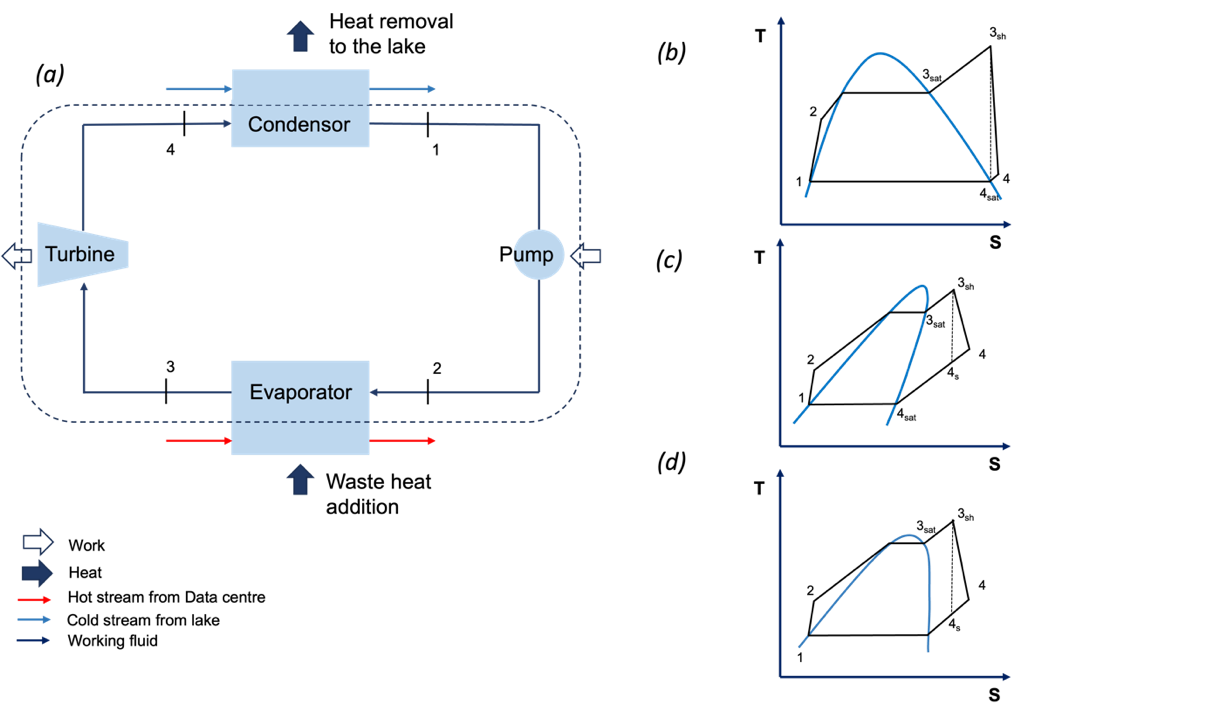 (a)
Heat removal
to the lake
Condensor
4
1
Turbine
Pump
3
2
Evaporator
Waste heat
addition
Work
Heat
Hot stream from Data centre
Cold stream from lake
Working fluid
(b)
T
3sh
3sat
2
1
4
4sat
S
(c)
T
3sh
3sat
2
4
4s
1
4sat
S
(d)
T
3sh
3sat
2
4
4s
1
S